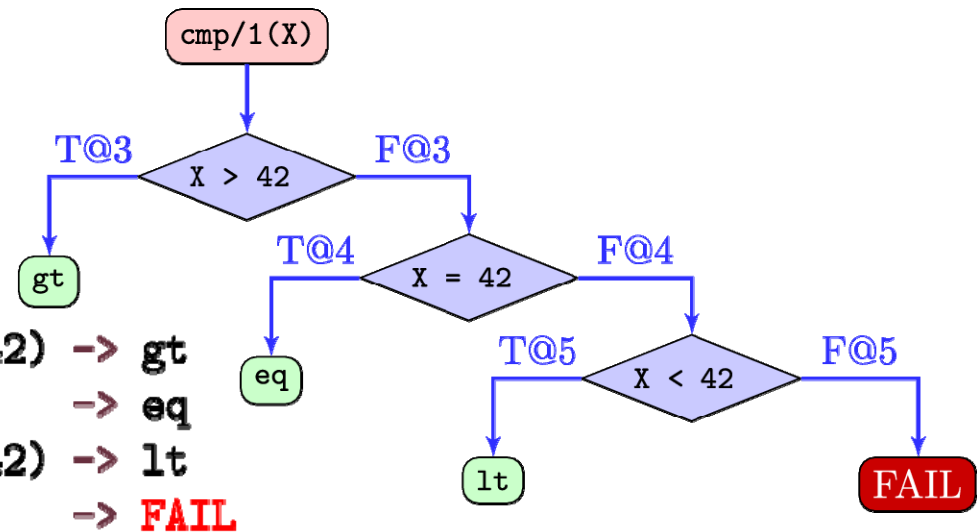 cmp/1(X)
T@3
F@3
X > 42
T@4
F@4
gt
X = 42
2) -> gt
T@5
F@5
eq
X < 42
-> eq
2) -> lt
lt
FAIL
-> FAIL